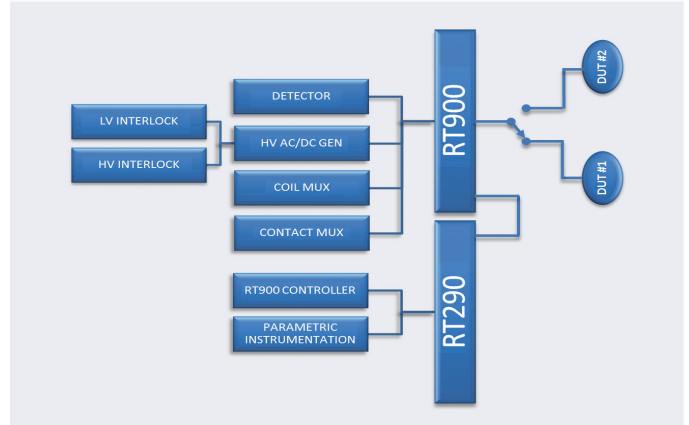 LV INTERLOCK
HV INTERLOCK
DETECTOR
HV AC/DC GEN
COIL MUX
CONTACT MUX
RT900 CONTROLLER
PARAMETRIC
INSTRUMENTATION
RT900
RT290
DUT #2
DUT #1